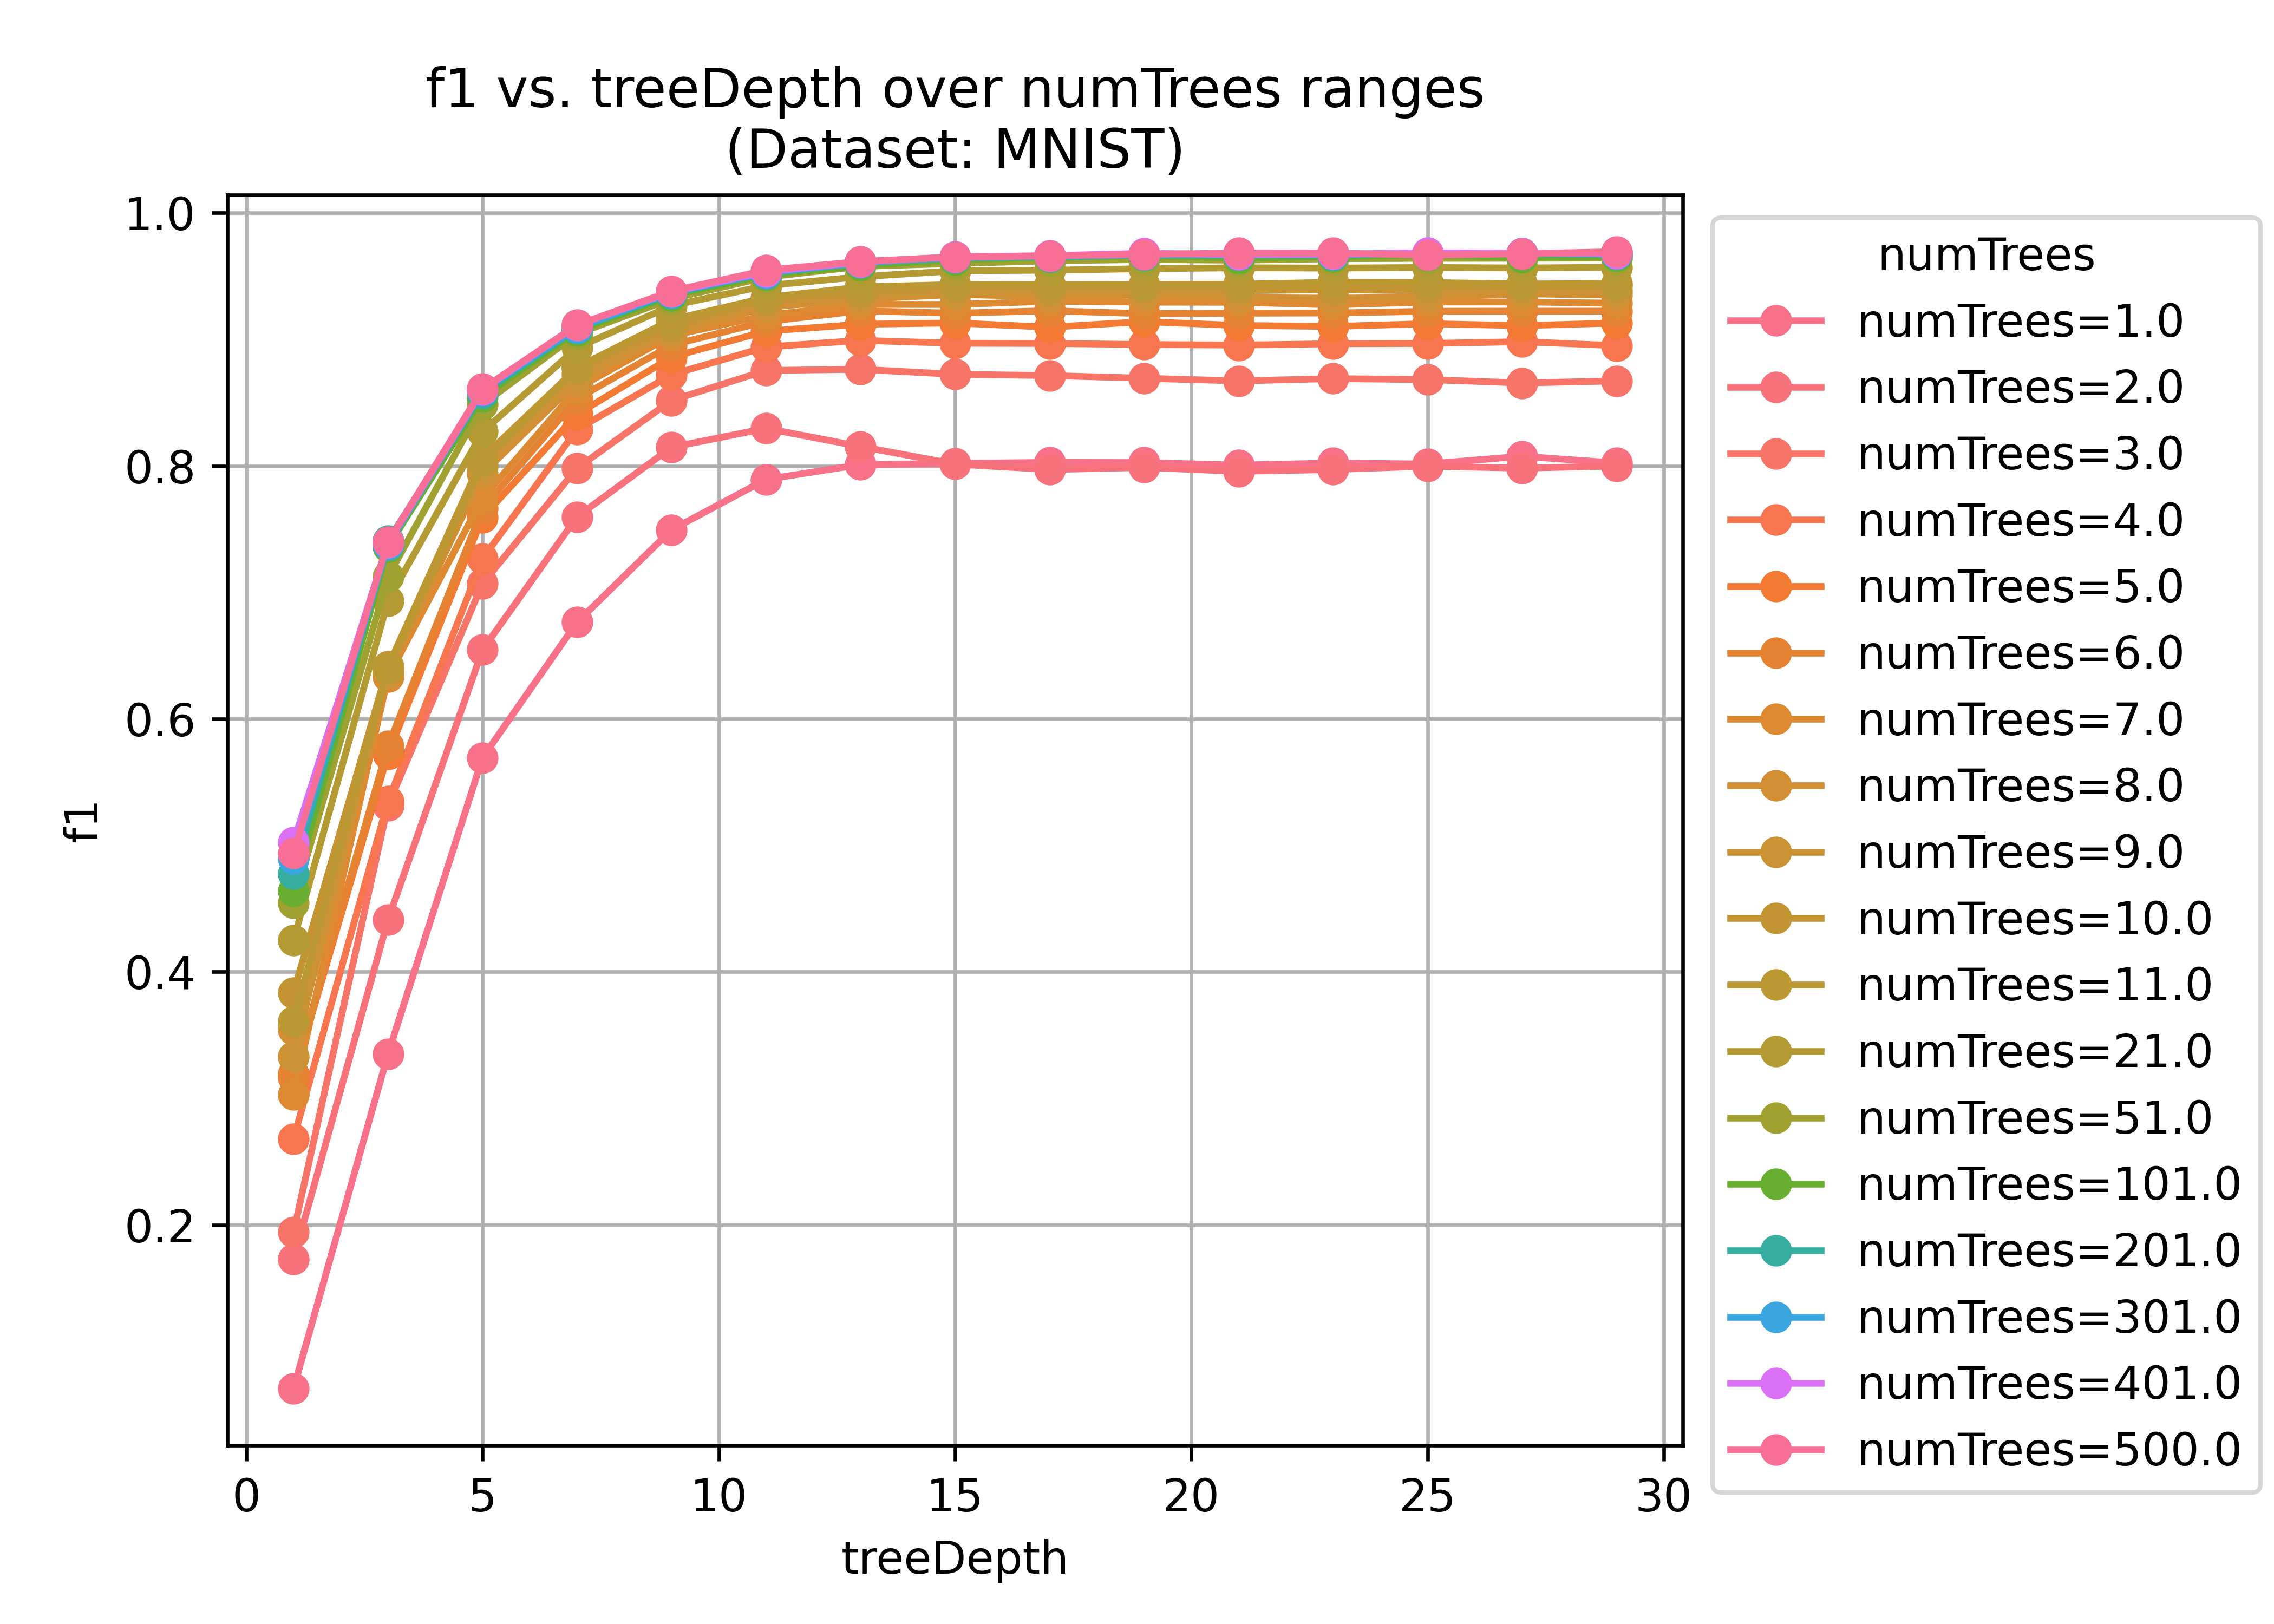 f1 vs. treeDepth over numTrees ranges
(Dataset: MNIST)
1.0
0.8
0.6
0.4
0.2
f1
0
5
10
15
20
25
30
treeDepth
numTrees
numTrees=1.0
numTrees=2.0
numTrees=3.0
numTrees=4.0
numTrees=5.0
numTrees=6.0
numTrees=7.0
numTrees=8.0
numTrees=9.0
numTrees=10.0
numTrees=11.0
numTrees=21.0
numTrees=51.0
numTrees=101.0
numTrees=201.0
numTrees=301.0
numTrees=401.0
numTrees=500.0